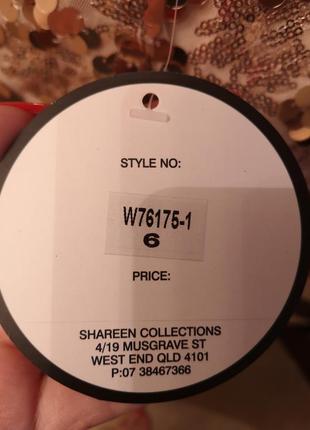 STYLE NO:
W76175-1
6
PRICE:
SHAREEN COLLECTIONS
4/19 MUSGRAVE ST
WEST END QLD 4101
P:07 38467366